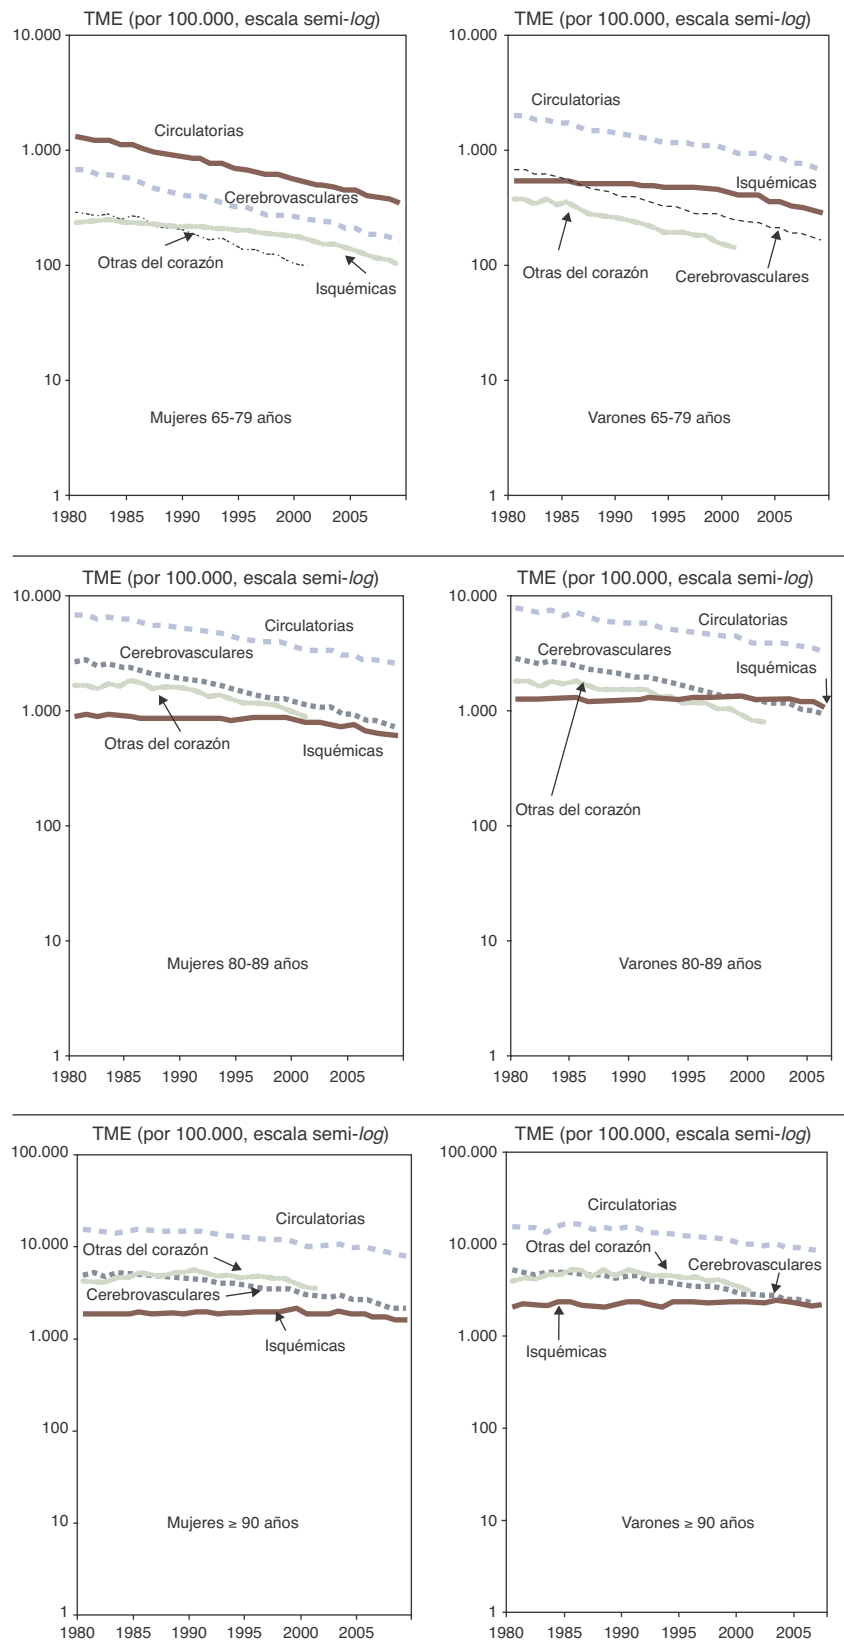 TME (por 100.000, escala semi-log)
10.000
1.000
100
10
1
Circulatorias
Cerebrovasculares
Otras del corazón
Isquémicas
Mujeres 65-79 años
1980 1985 1990 1995 2000 2005
TME (por 100.000, escala semi-log)
10.000
1.000
100
10
1
Circulatorias
Isquémicas
Otras del corazón
Cerebrovasculares
Varones 65-79 años
1980 1985 1990 1995 2000 2005
TME (por 100.000, escala semi-log)
10.000
1.000
100
10
1
Circulatorias
Cerebrovasculares
Otras del corazón
Isquémicas
Mujeres 80-89 años
1980 1985 1990 1995 2000 2005
TME (por 100.000, escala semi-log)
10.000
1.000
100
10
1
Circulatorias
Cerebrovasculares
Isquémicas
Otras del corazón
Varones 80-89 años
1980 1985 1990 1995 2000 2005
TME (por 100.000, escala semi-log)
100.000
10.000
1.000
100
10
1
Circulatorias
Otras del corazón
Cerebrovasculares
Isquémicas
Mujeres ≥ 90 años
1980 1985 1990 1995 2000 2005
TME (por 100.000, escala semi-log)
100.000
10.000
1.000
100
10
1
Circulatorias
Otras del corazón
Cerebrovasculares
Isquémicas
Varones ≥ 90 años
1980 1985 1990 1995 2000 2005